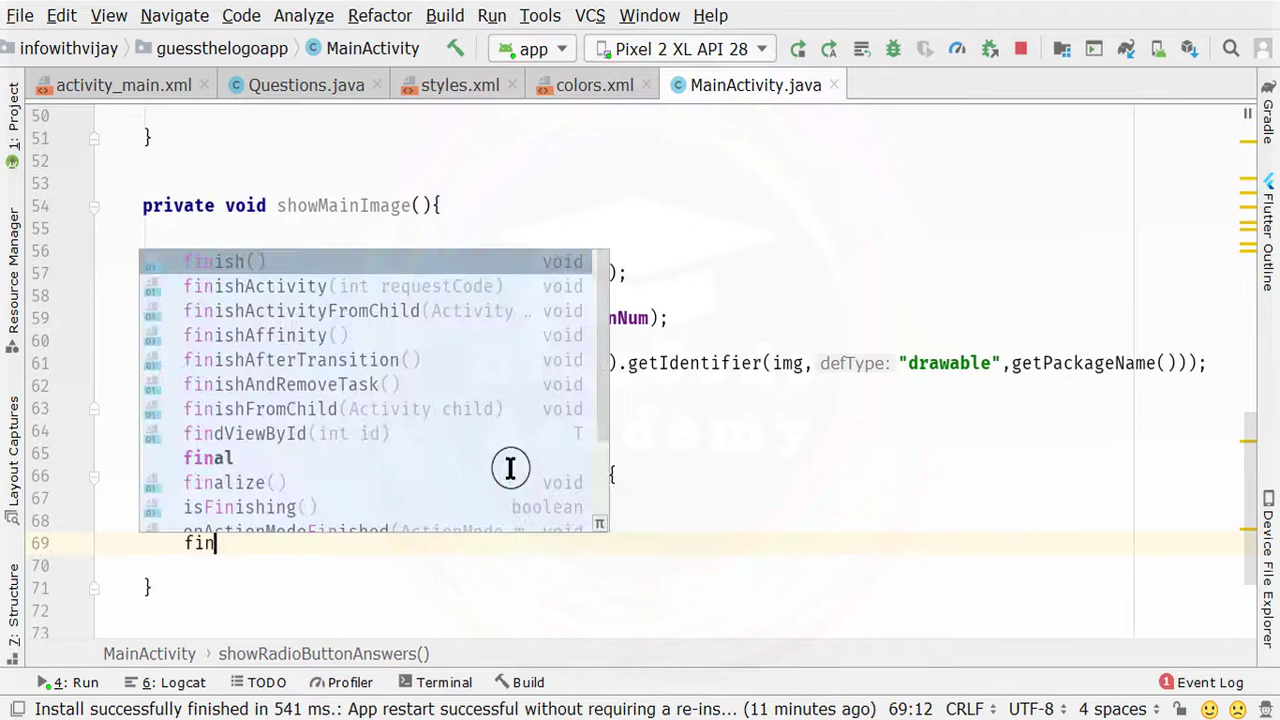 File Edit View Navigate Code Analyze Refactor Build Run Tools VCS Window Help
infowithvijay guessthelogoapp MainActivity app Pixel 2 XL API 28
activity_main.xml Questions.java styles.xml colors.xml MainActivity.java
1: Project
Resource Manager
Layout Captures
Z: Structure
50
51 }
52
53
54 private void showMainImage(){
55
56
57 );
58
59 nNum);
60
61 ).getIdentifier(img, defType: "drawable",getPackageName()));
62
63
64
65
66 {
67
68
69 fin
70
71 }
72
73
finish() void
finishActivity(int requestCode) void
finishActivityFromChild(Activity .. void
finishAffinity() void
finishAfterTransition() void
finishAndRemoveTask() void
finishFromChild(Activity child) void
findViewById(int id) T
final
finalize() void
isFinishing() boolean
onActionModeFinished(ActionMode m void
π
ademy
Gradle
Flutter Outline
Device File Explorer
MainActivity › showRadioButtonAnswers()
4: Run 6: Logcat TODO Profiler Terminal Build 1 Event Log
Install successfully finished in 541 ms.: App restart successful without requiring a re-ins... (11 minutes ago) 69:12 CRLF UTF-8 4 spaces